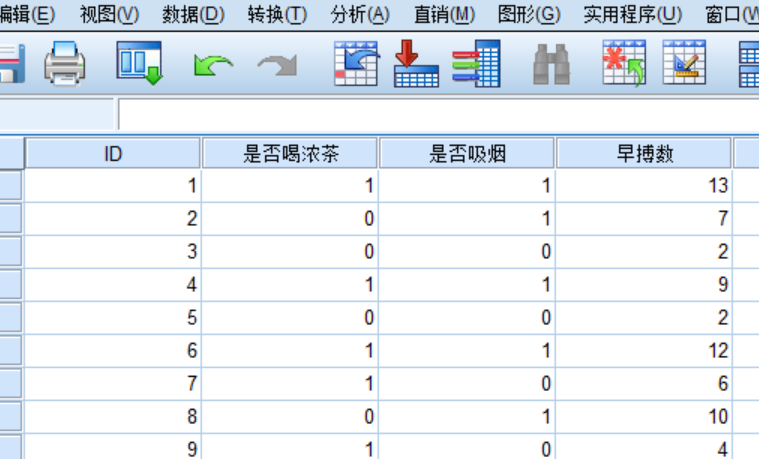 编辑(E) 视图(V) 数据(D) 转换(T) 分析(A) 直销(M) 图形(G) 实用程序(U) 窗口(W
ID 是否喝浓茶 是否吸烟 早搏数
1 1 1 13
2 0 1 7
3 0 0 2
4 1 1 9
5 0 0 2
6 1 1 12
7 1 0 6
8 0 1 10
9 1 0 4